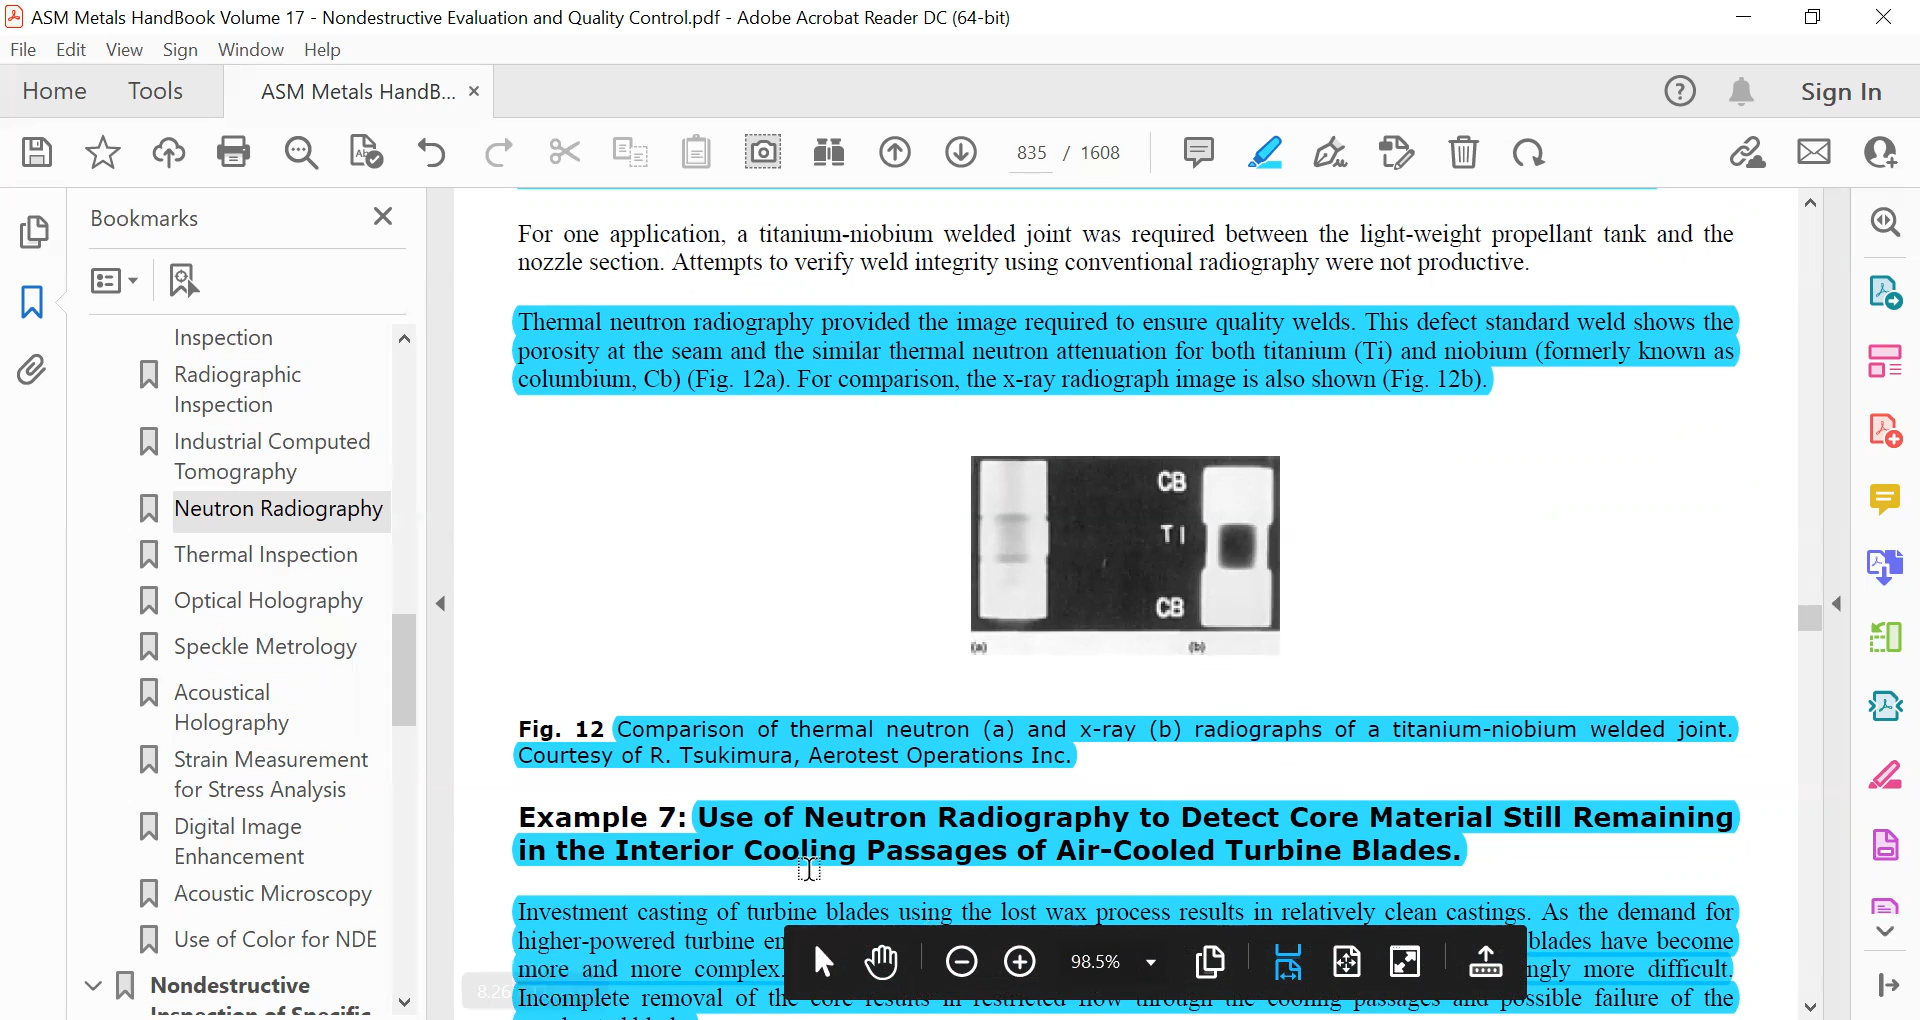 ASM Metals HandBook Volume 17 - Nondestructive Evaluation and Quality Control.pdf - Adobe Acrobat Reader DC (64-bit)
File Edit View Sign Window Help
Home Tools ASM Metals HandB... × Sign In
835 / 1608
Bookmarks
Inspection
Radiographic
Inspection
Industrial Computed
Tomography
Neutron Radiography
Thermal Inspection
Optical Holography
Speckle Metrology
Acoustical
Holography
Strain Measurement
for Stress Analysis
Digital Image
Enhancement
Acoustic Microscopy
Use of Color for NDE
Nondestructive
Inspection of Specific
For one application, a titanium-niobium welded joint was required between the light-weight propellant tank and the
nozzle section. Attempts to verify weld integrity using conventional radiography were not productive.
Thermal neutron radiography provided the image required to ensure quality welds. This defect standard weld shows the
porosity at the seam and the similar thermal neutron attenuation for both titanium (Ti) and niobium (formerly known as
columbium, Cb) (Fig. 12a). For comparison, the x-ray radiograph image is also shown (Fig. 12b).
CB
TI
CB
(a) (b)
Fig. 12 Comparison of thermal neutron (a) and x-ray (b) radiographs of a titanium-niobium welded joint.
Courtesy of R. Tsukimura, Aerotest Operations Inc.
Example 7: Use of Neutron Radiography to Detect Core Material Still Remaining
in the Interior Cooling Passages of Air-Cooled Turbine Blades.
Investment casting of turbine blades using the lost wax process results in relatively clean castings. As the demand for
higher-powered turbine blades have become
more and more complex. more difficult.
Incomplete removal of the core results in restricted flow through the cooling passages and possible failure of the
98.5%
8.26